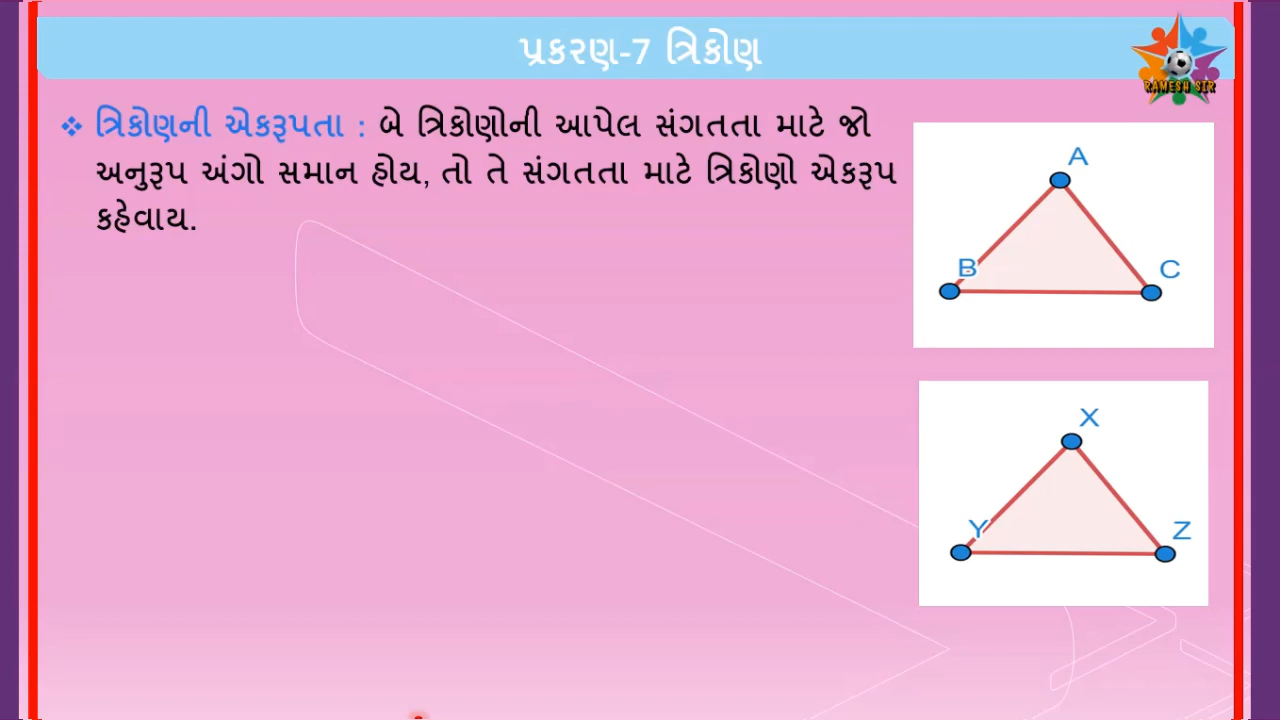 પ્રકરણ-7 ત્રિકોણ
RAMESH SIR
❖ ત્રિકોણની એકરૂપતા : બે ત્રિકોણોની આપેલ સંગતતા માટે જો
અનુરૂપ અંગો સમાન હોય, તો તે સંગતતા માટે ત્રિકોણો એકરૂપ
કહેવાય.
A
B
C
X
Y
Z